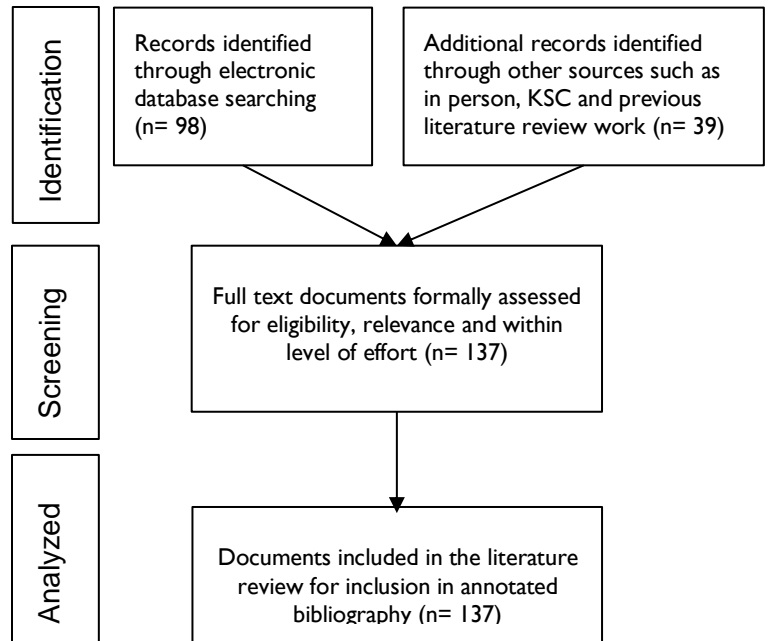 Identification
Records identified
through electronic
database searching
(n= 98)
Additional records identified
through other sources such as
in person, KSC and previous
literature review work (n= 39)
Screening
Full text documents formally assessed
for eligibility, relevance and within
level of effort (n= 137)
Analyzed
Documents included in the literature
review for inclusion in annotated
bibliography (n= 137)